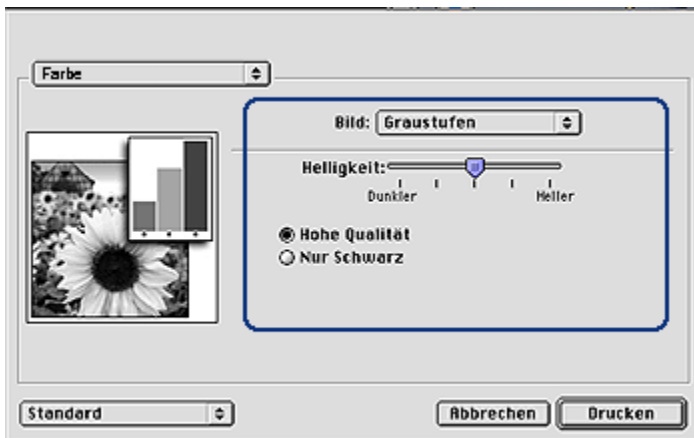 Farbe
Bild: Graustufen
Helligkeit:
Dunkler Heller
Hohe Qualität
Nur Schwarz
Standard Abbrechen Drucken